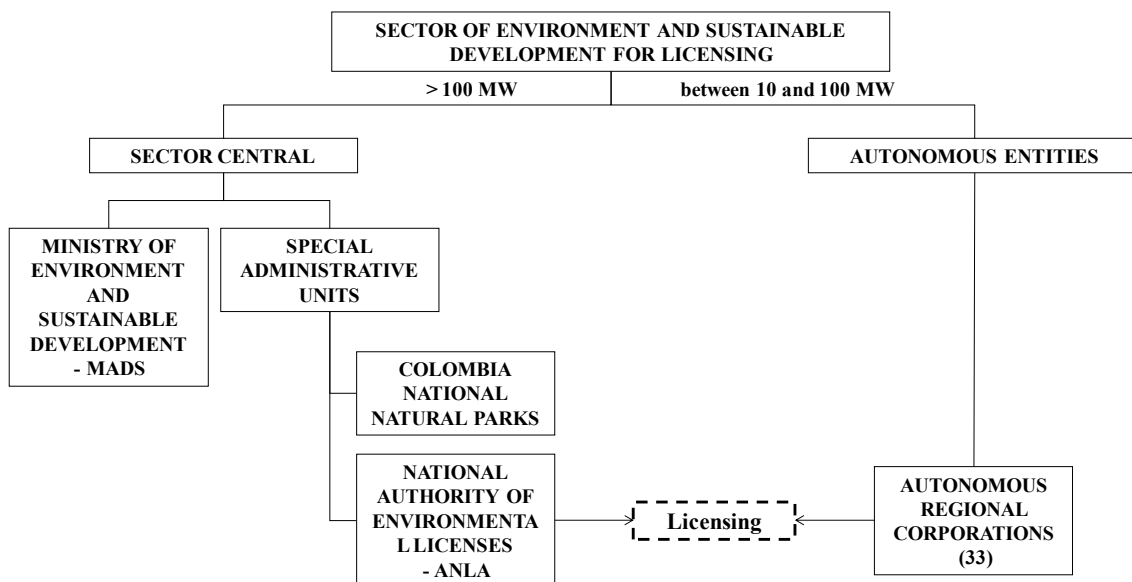 SECTOR OF ENVIRONMENT AND SUSTAINABLE
DEVELOPMENT FOR LICENSING
> 100 MW
between 10 and 100 MW
SECTOR CENTRAL
AUTONOMOUS ENTITIES
MINISTRY OF
ENVIRONMENT
AND
SUSTAINABLE
DEVELOPMENT
- MADS
SPECIAL
ADMINISTRATIVE
UNITS
COLOMBIA
NATIONAL
NATURAL PARKS
NATIONAL
AUTHORITY OF
ENVIRONMENTA
L LICENSES
- ANLA
Licensing
AUTONOMOUS
REGIONAL
CORPORATIONS
(33)